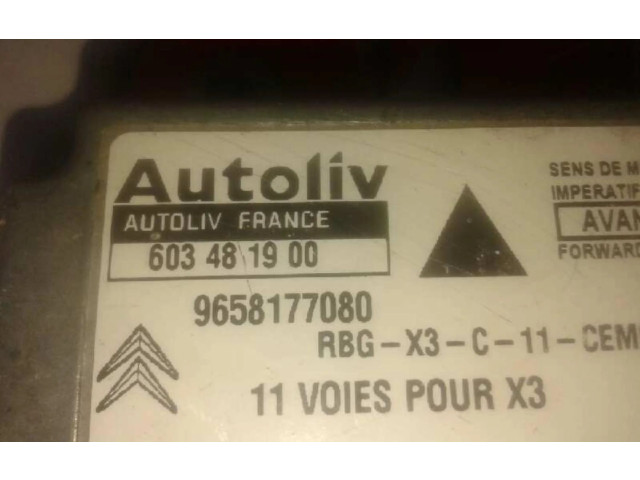 Autoliv
AUTOLIV FRANCE
603 48 19 00
9658177080
RBG-X3-C-11-CEM
11 VOIES POUR X3
SENS DE M
IMPERATIF
AVAN
FORWARD